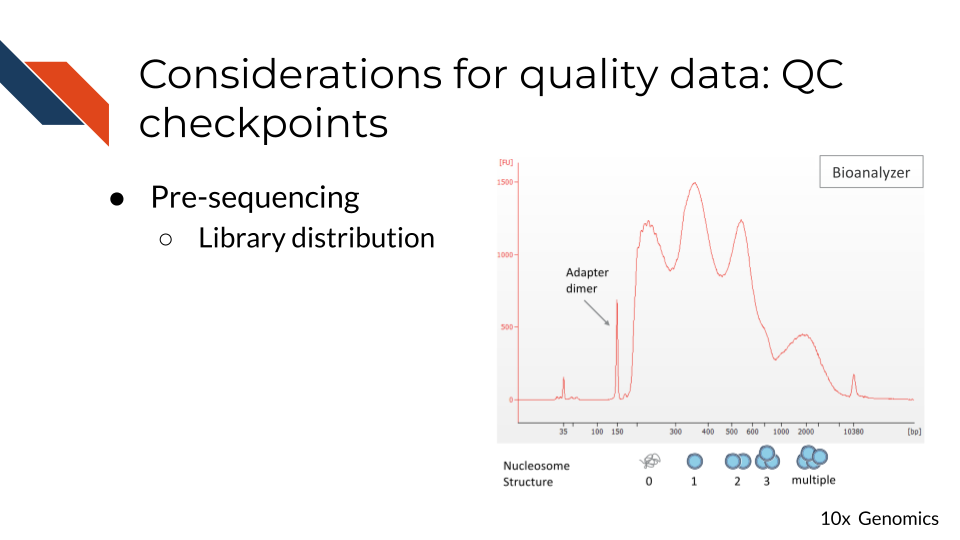 Considerations for quality data: QC
checkpoints
● Pre-sequencing
○ Library distribution
Bioanalyzer
[FU]
1500
1000
500
0
Adapter
dimer
35 100 150 300 400 500 600 1000 2000 10380 [bp]
Nucleosome
Structure
0 1 2 3 multiple
10x Genomics